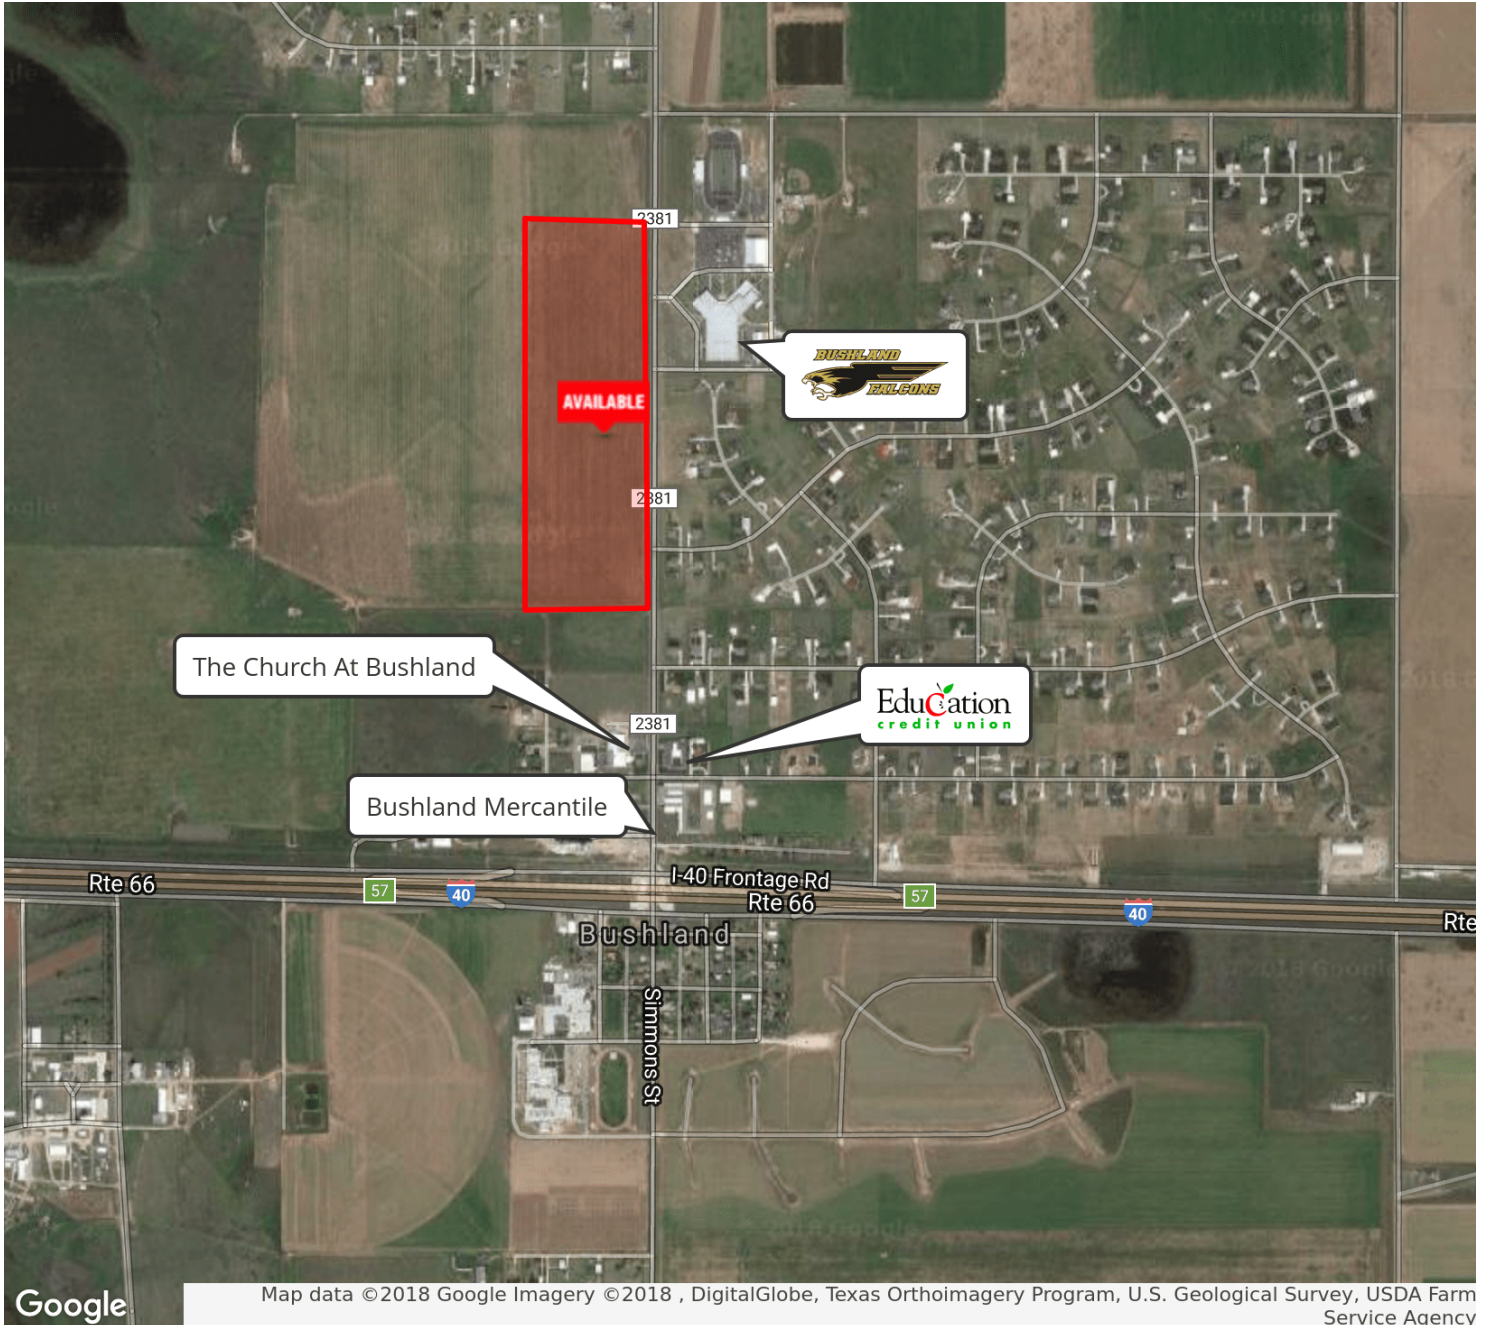 2381
BUSHLAND
FALCONS
AVAILABLE
2381
The Church At Bushland
Education
credit union
2381
Bushland Mercantile
I-40 Frontage Rd
Rte 66
57
40
Rte 66
57
40
Rte
Bushland
Simmons St
Google
Map data ©2018 Google Imagery ©2018 , DigitalGlobe, Texas Orthoimagery Program, U.S. Geological Survey, USDA Farm
Service Agency